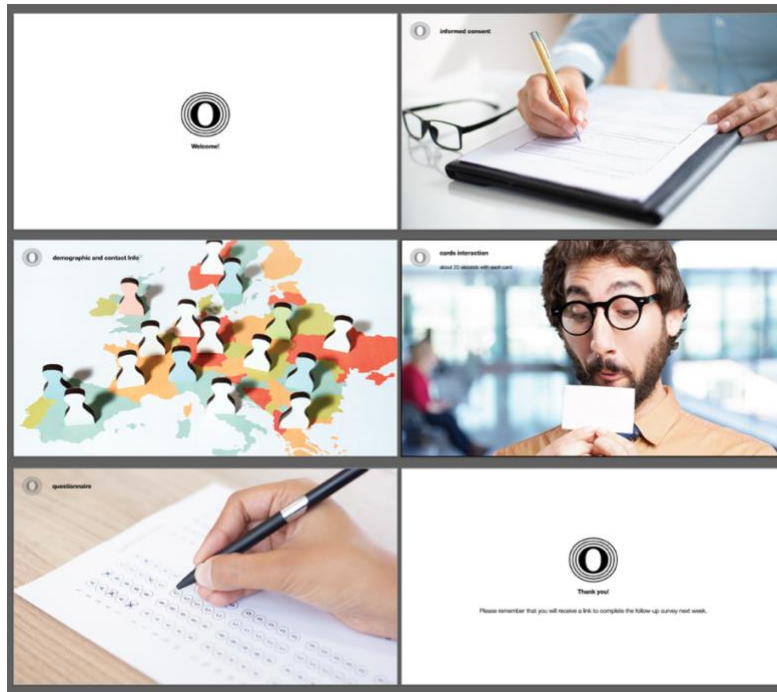 O
Welcome!
informed consent
demographic and contact info
cards interaction
about 20 seconds with each card
questionnaire
O
Thank you!
Please remember that you will receive a link to complete the follow-up survey next week.